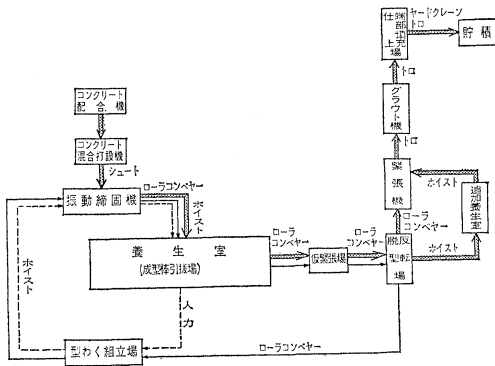 コンクリート
配合機
コンクリート
混合打設機
シュート
振動締固機
ローラコンベヤー
ホイスト
養生室
(成型棒引抜場)
人力
ホイスト
型わく組立場
ローラコンベヤー
ローラ
コンベヤー
仮緊張場
ローラ
コンベヤー
脱型
反転場
ホイスト
追加養生室
ホイスト
ローラ
コンベヤー
緊張機
トロ
グラウト機
トロ
仕上場
端部填充
ヤードクレーン
トロ
貯積